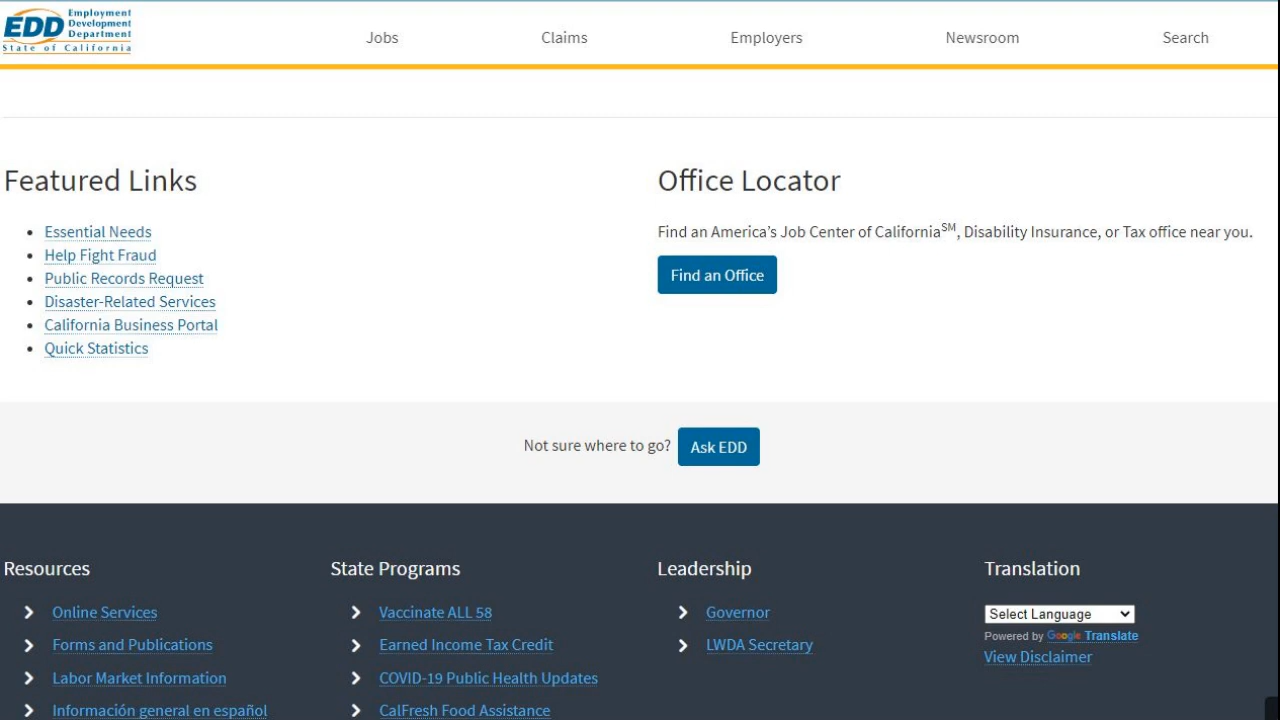 EDD
Employment
Development
Department
State of California
Jobs
Claims
Employers
Newsroom
Search
Featured Links
Essential Needs
Help Fight Fraud
Public Records Request
Disaster-Related Services
California Business Portal
Quick Statistics
Office Locator
Find an America’s Job Center of California℠, Disability Insurance, or Tax office near you.
Find an Office
Not sure where to go?
Ask EDD
Resources
Online Services
Forms and Publications
Labor Market Information
Información general en español
State Programs
Vaccinate ALL 58
Earned Income Tax Credit
COVID-19 Public Health Updates
CalFresh Food Assistance
Leadership
Governor
LWDA Secretary
Translation
Select Language
Powered by Google Translate
View Disclaimer